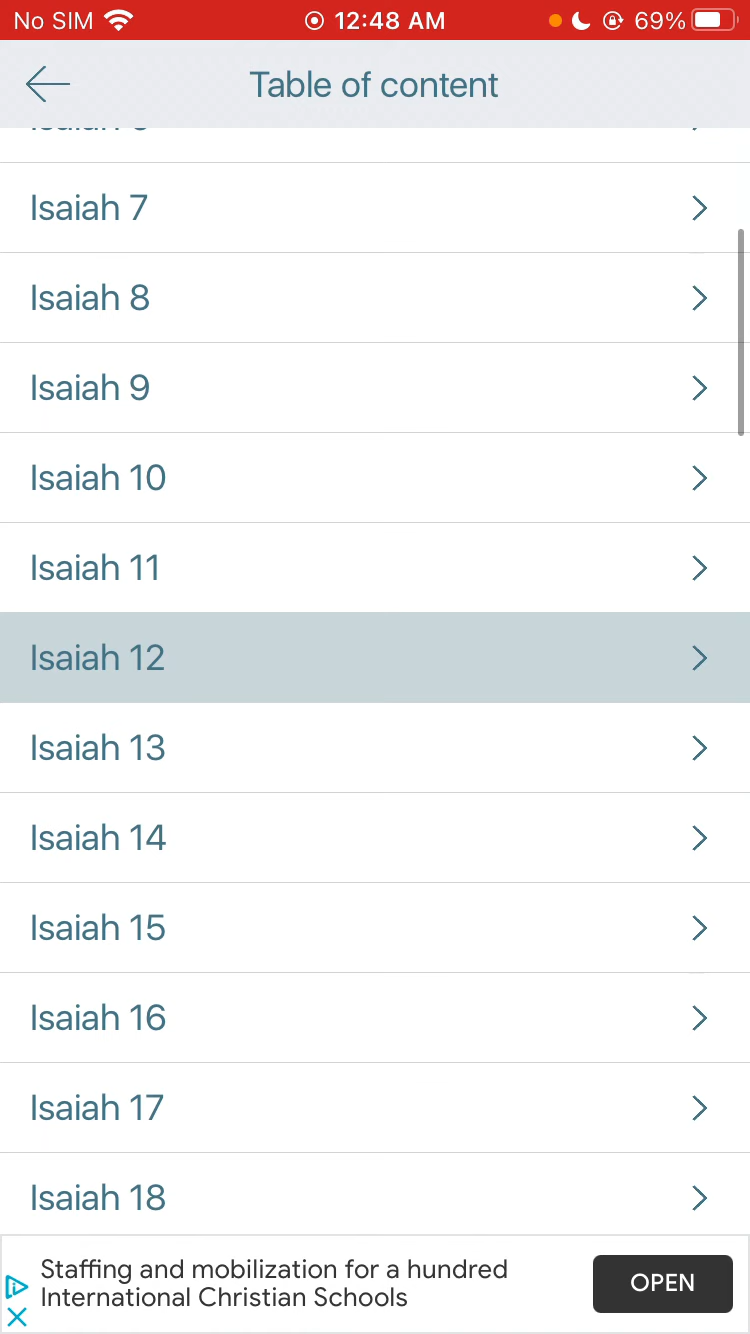 No SIM 12:48 AM 69%
Table of content
Isaiah 7
Isaiah 8
Isaiah 9
Isaiah 10
Isaiah 11
Isaiah 12
Isaiah 13
Isaiah 14
Isaiah 15
Isaiah 16
Isaiah 17
Isaiah 18
Staffing and mobilization for a hundred
International Christian Schools
OPEN